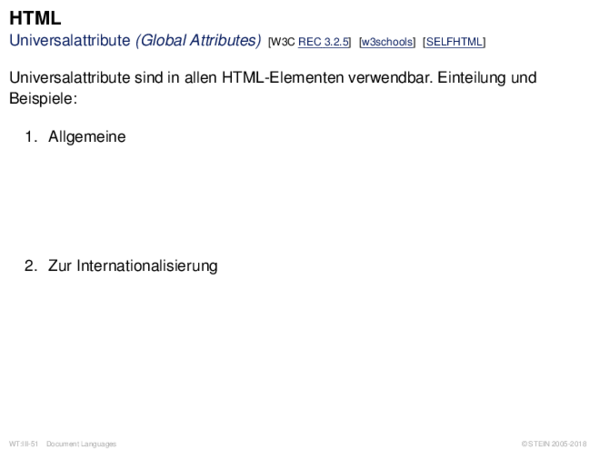 HTML
Universalattribute (Global Attributes) [W3C REC 3.2.5] [w3schools] [SELFHTML]
Universalattribute sind in allen HTML-Elementen verwendbar. Einteilung und
Beispiele:
1. Allgemeine
2. Zur Internationalisierung
WT:III-51 Document Languages © STEIN 2005-2018